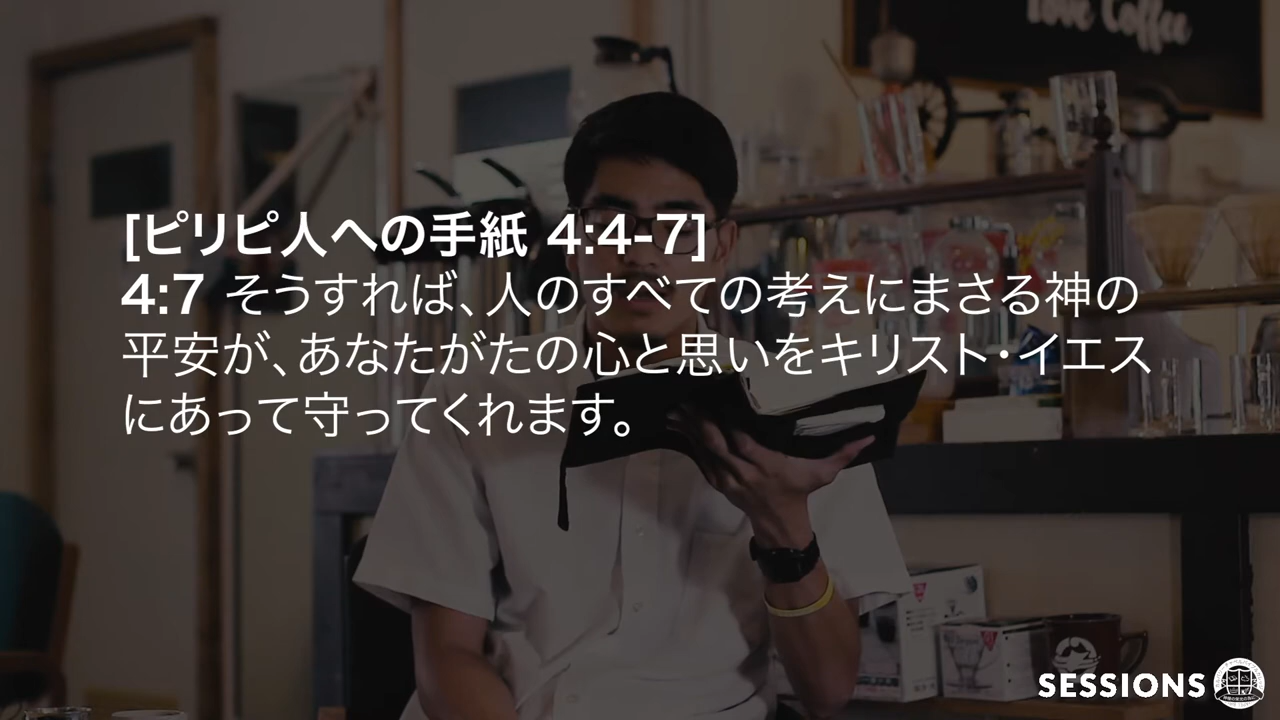 Love Coffee
[ピリピ人への手紙 4:4-7]
4:7 そうすれば、人のすべての考えにまさる神の
平安が、あなたがたの心と思いをキリスト・イエス
にあって守ってくれます。
SESSIONS